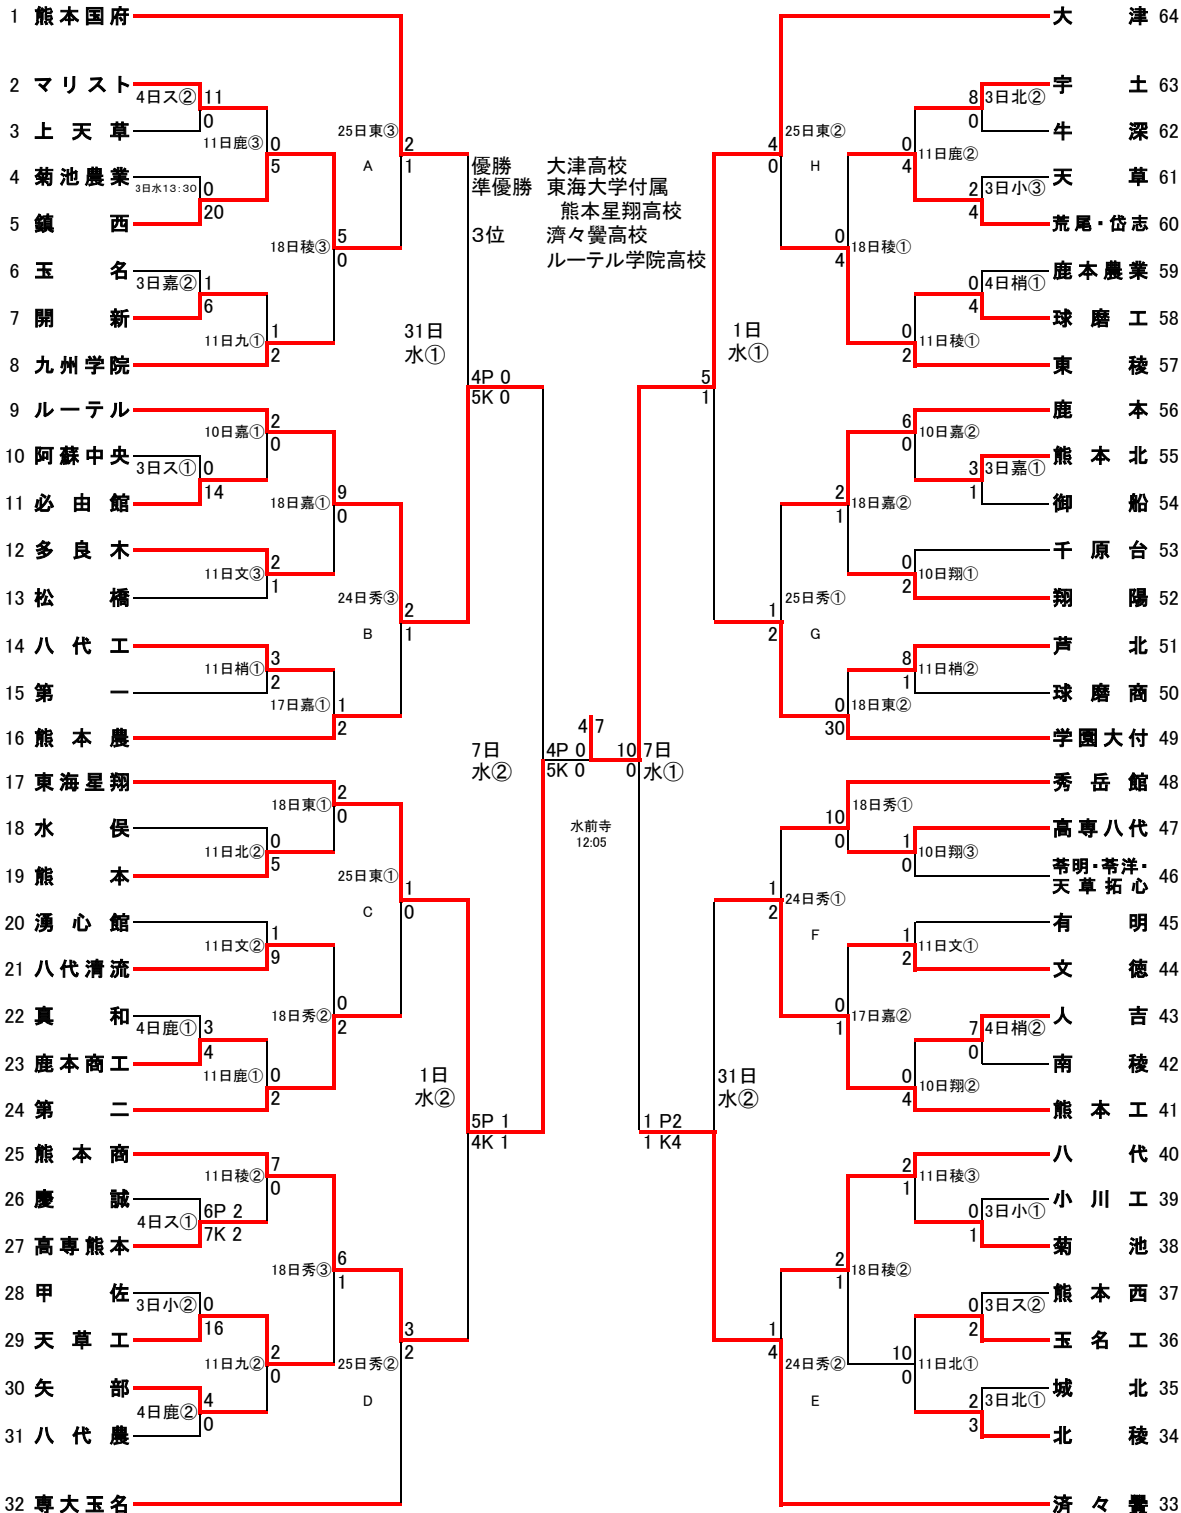 1 熊本国府
2 マリスト
4日ス② 11
0
3 上天草
11日鹿③ 0
5
4 菊池農業
3日水13:30 0
20
5 鎮西
25日東③ 2
1
A
18日稜③ 5
0
6 玉名
3日嘉② 1
6
7 開新
11日九① 1
2
8 九州学院
31日
水①
4P 0
5K 0
9 ルーテル
10日嘉① 2
0
10 阿蘇中央
3日ス① 0
14
11 必由館
18日嘉① 9
0
12 多良木
11日文③ 2
1
13 松橋
24日秀③ 2
1
B
14 八代工
11日梢① 3
2
15 第一
17日嘉① 1
2
16 熊本農
7日
水②
4P 0
5K 0
17 東海星翔
18日東① 2
0
18 水俣
11日北② 0
5
19 熊本
25日東① 1
0
C
20 湧心館
11日文② 1
9
21 八代清流
18日秀② 0
2
22 真和
4日鹿① 3
4
23 鹿本商工
11日鹿① 0
2
24 第二
1日
水②
5P 1
4K 1
25 熊本商
11日稜② 7
0
26 慶誠
4日ス① 6P 2
7K 2
27 高専熊本
18日秀③ 6
1
28 甲佐
3日小② 0
16
29 天草工
11日九② 2
0
30 矢部
4日鹿② 4
0
31 八代農
25日秀② 3
2
D
32 専大玉名
優勝 大津高校
準優勝 東海大学付属
熊本星翔高校
3位 済々黌高校
ルーテル学院高校
4 7
水前寺
12:05
大津 64
宇土 63
8 3日北②
0
牛深 62
0 11日鹿②
4
天草 61
2 3日小③
4
荒尾・岱志 60
4 25日東②
0
H
0 18日稜①
4
鹿本農業 59
0 4日梢①
4
球磨工 58
0 11日稜①
2
東稜 57
1日
水①
5
1
鹿本 56
6 10日嘉②
0
熊本北 55
3 3日嘉①
1
御船 54
2 18日嘉②
1
千原台 53
0 10日翔①
2
翔陽 52
1 25日秀①
2
G
芦北 51
8 11日梢②
1
球磨商 50
0 18日東②
30
学園大付 49
10 7日
0 水①
秀岳館 48
10 18日秀①
0
高専八代 47
1 10日翔③
0
苓明・苓洋・
天草拓心 46
1 24日秀①
2
F
有明 45
1 11日文①
2
文徳 44
0 17日嘉②
1
人吉 43
7 4日梢②
0
南稜 42
0 10日翔②
4
熊本工 41
31日
水②
1 P2
1 K4
八代 40
2 11日稜③
1
小川工 39
0 3日小①
1
菊池 38
2 18日稜②
1
熊本西 37
0 3日ス②
2
玉名工 36
10 11日北①
0
城北 35
2 3日北①
3
北稜 34
1 24日秀②
4
E
済々黌 33